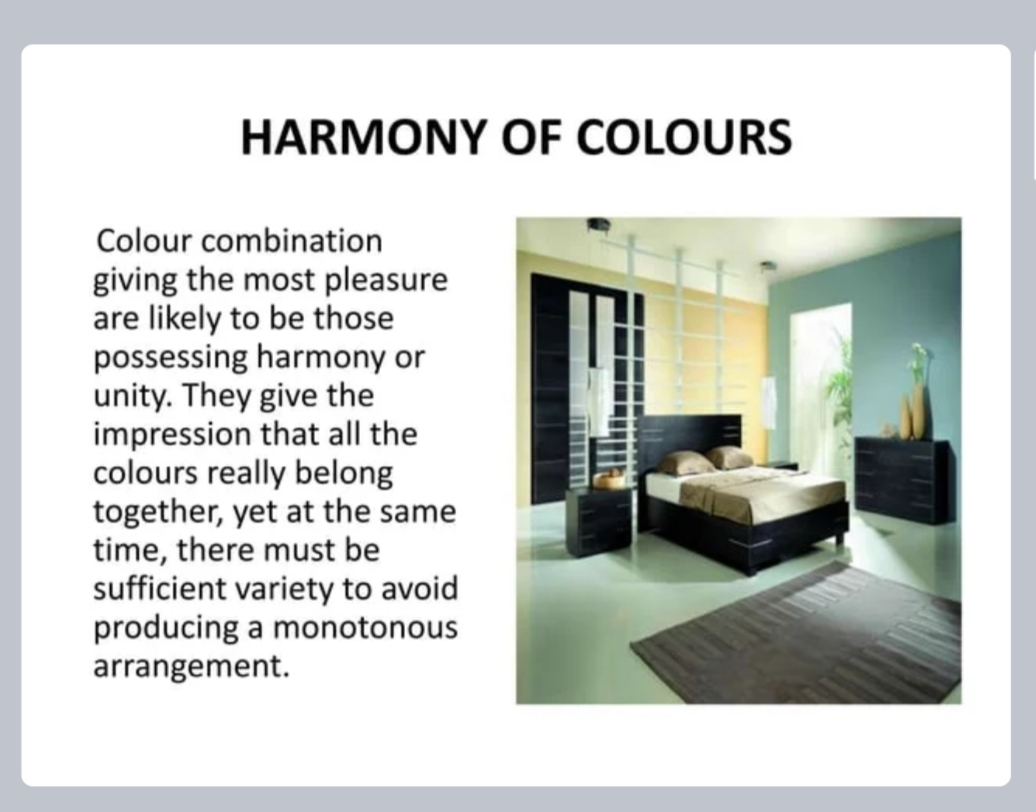 HARMONY OF COLOURS
Colour combination
giving the most pleasure
are likely to be those
possessing harmony or
unity. They give the
impression that all the
colours really belong
together, yet at the same
time, there must be
sufficient variety to avoid
producing a monotonous
arrangement.